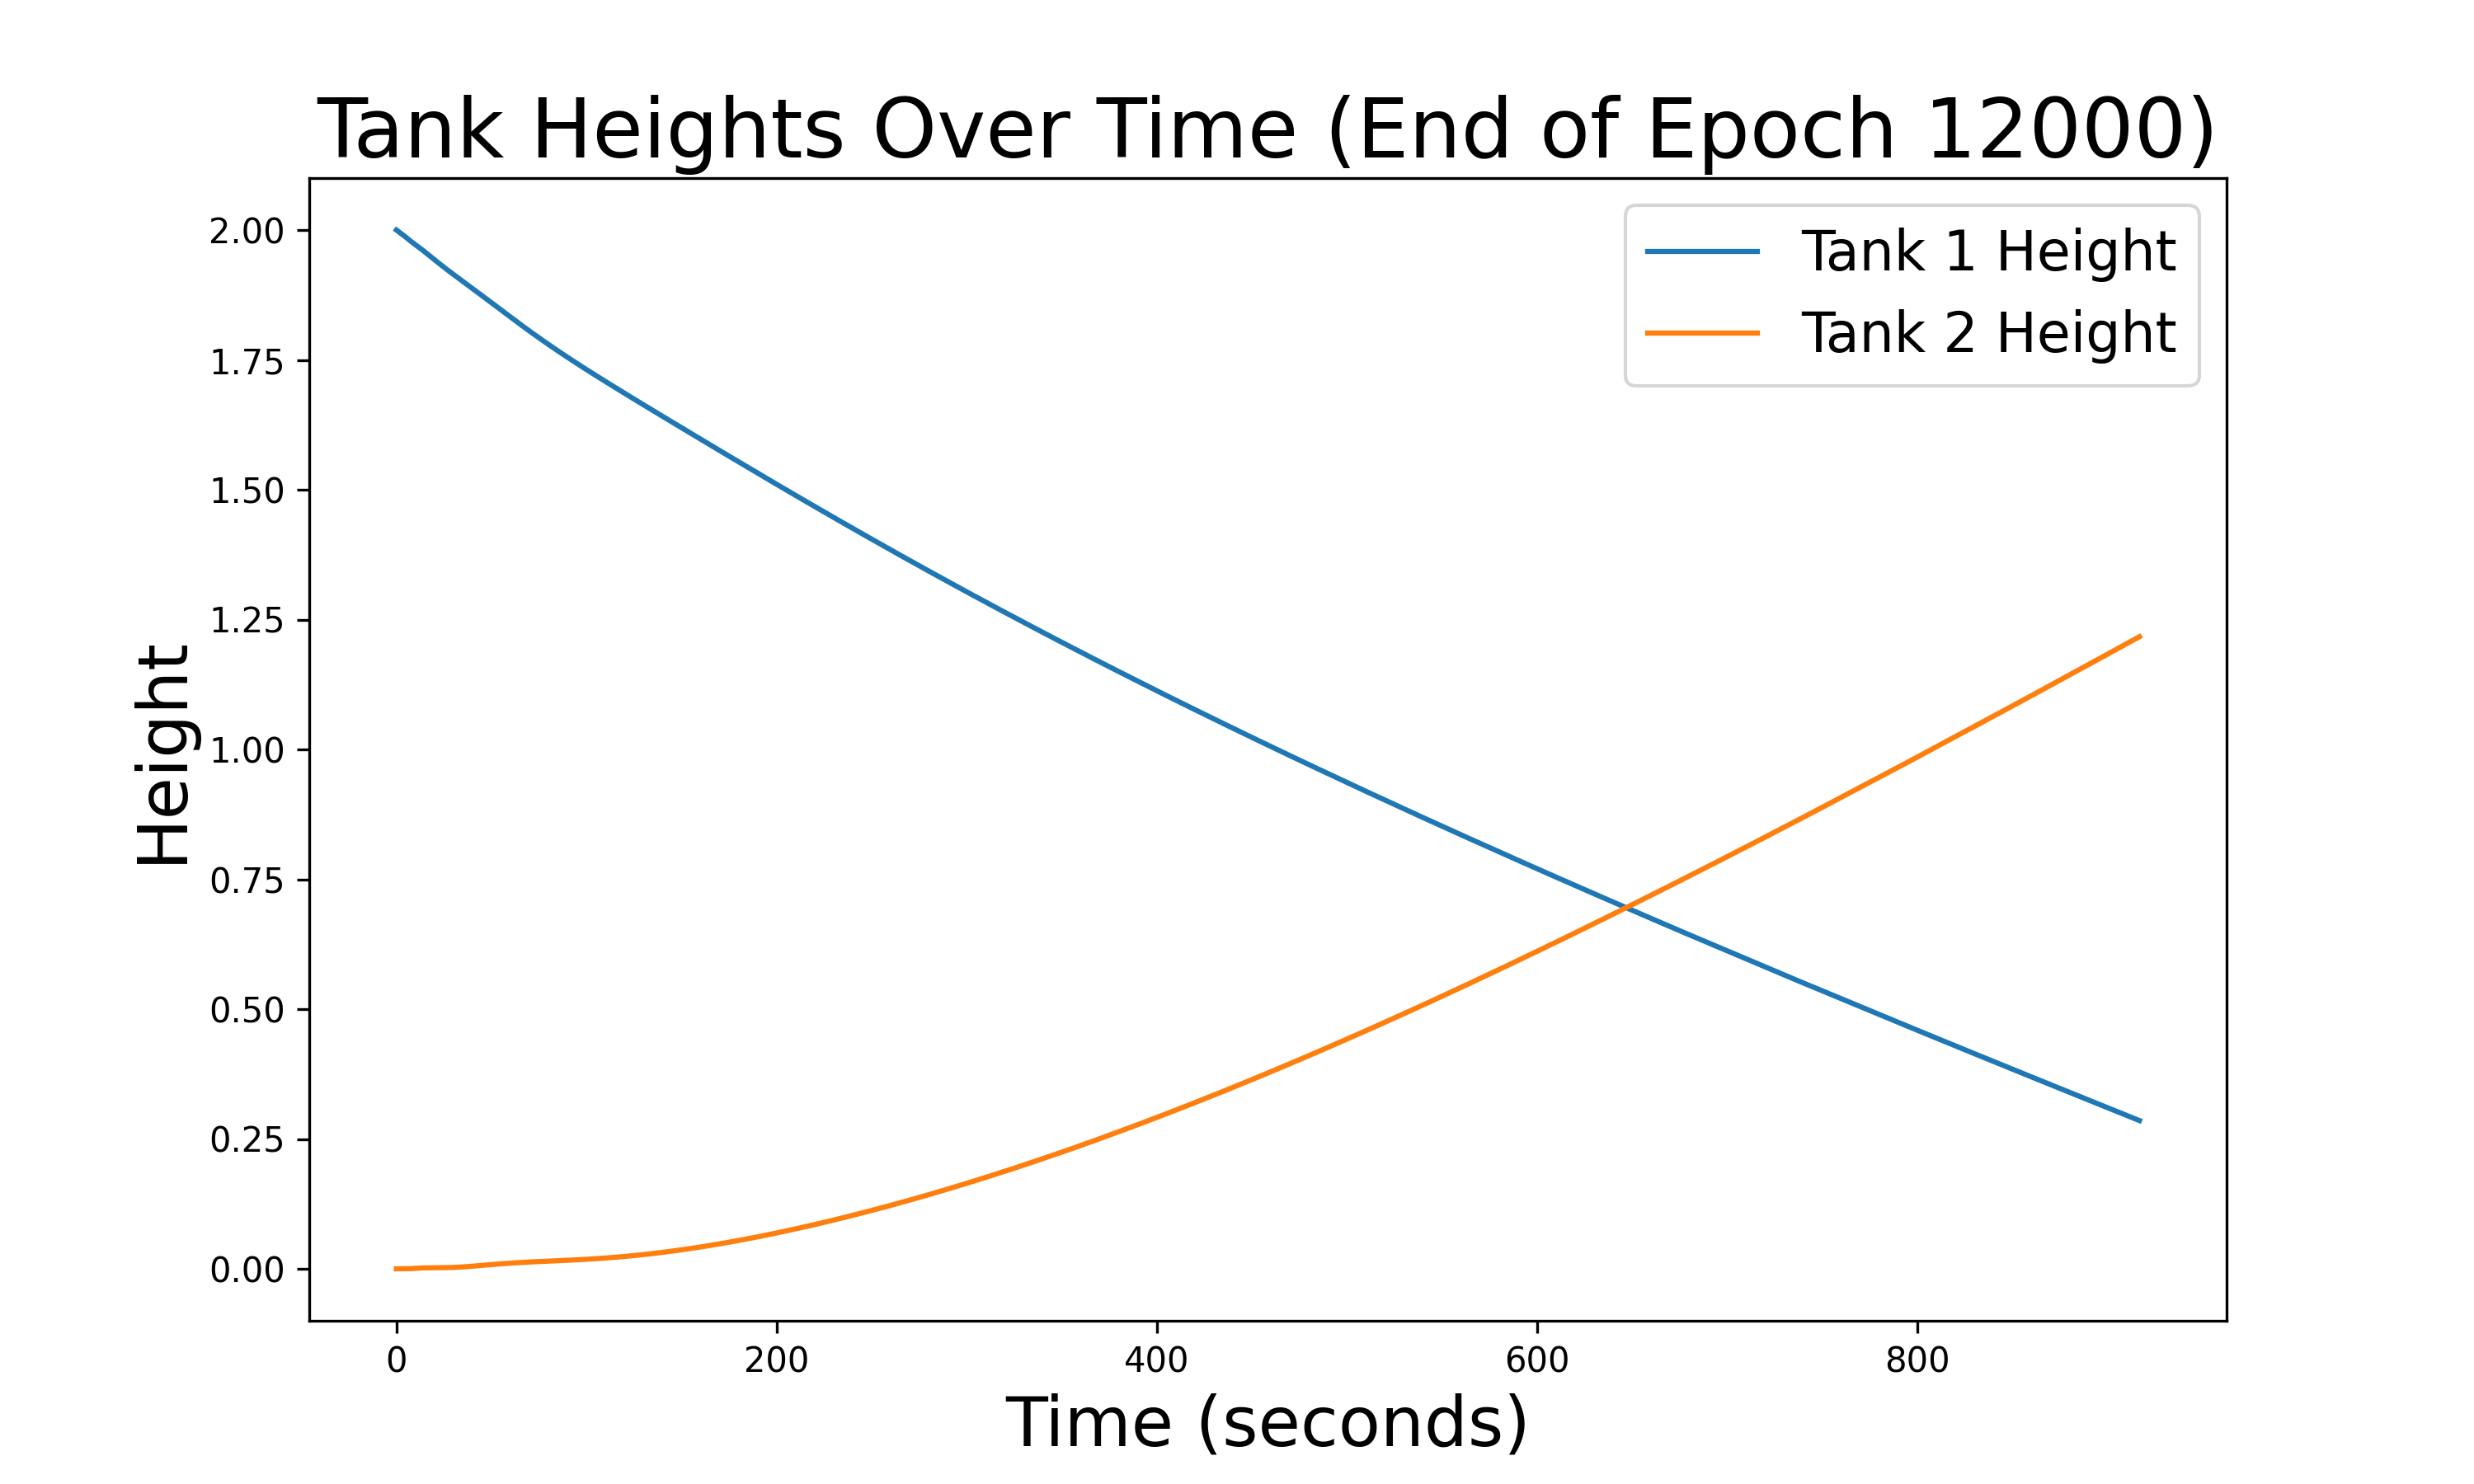 Tank Heights Over Time (End of Epoch 12000)
Tank 1 Height
Tank 2 Height
Height
2.00
1.75
1.50
1.25
1.00
0.75
0.50
0.25
0.00
0 200 400 600 800
Time (seconds)